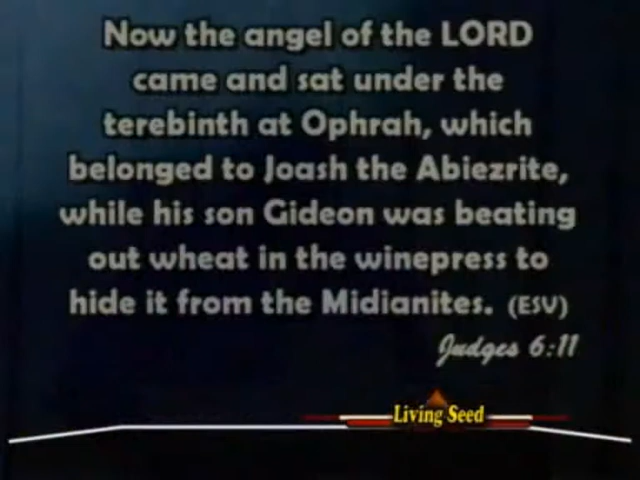 Now the angel of the LORD
came and sat under the
terebinth at Ophrah, which
belonged to Joash the Abiezrite,
while his son Gideon was beating
out wheat in the winepress to
hide it from the Midianites. (ESV)
Judges 6:11
Living Seed